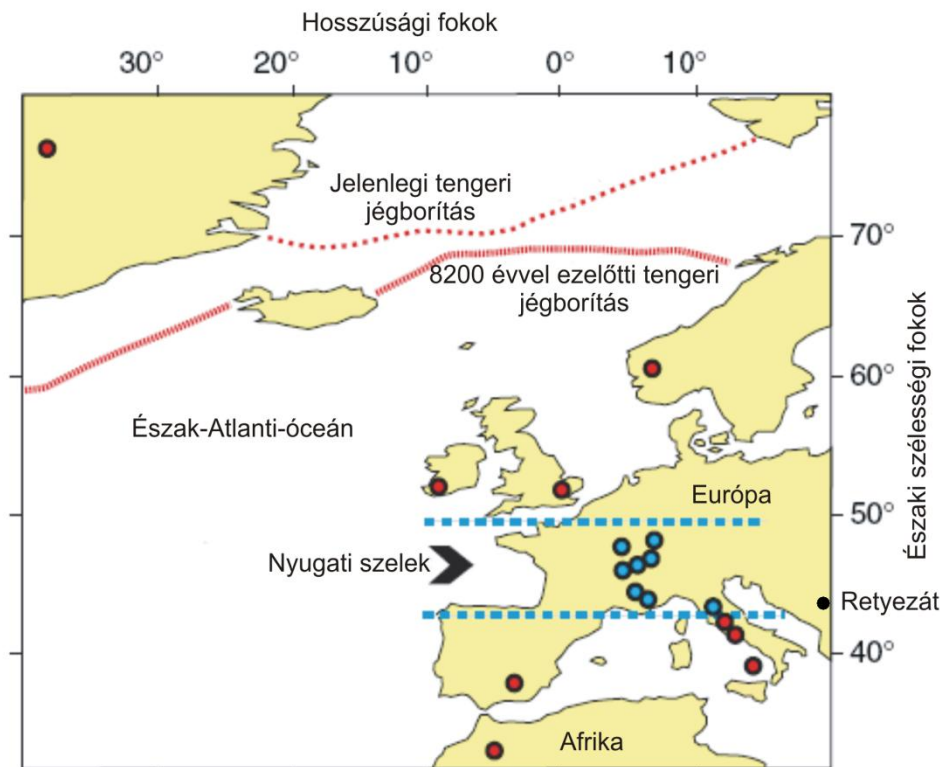 Hosszúsági fokok
30° 20° 10° 0° 10°
Jelenlegi tengeri
jégborítás
70°
8200 évvel ezelőtti tengeri
jégborítás
60°
Északi szélességi fokok
Észak-Atlanti-óceán
Európa
50°
Nyugati szelek
Retyezát
40°
Afrika